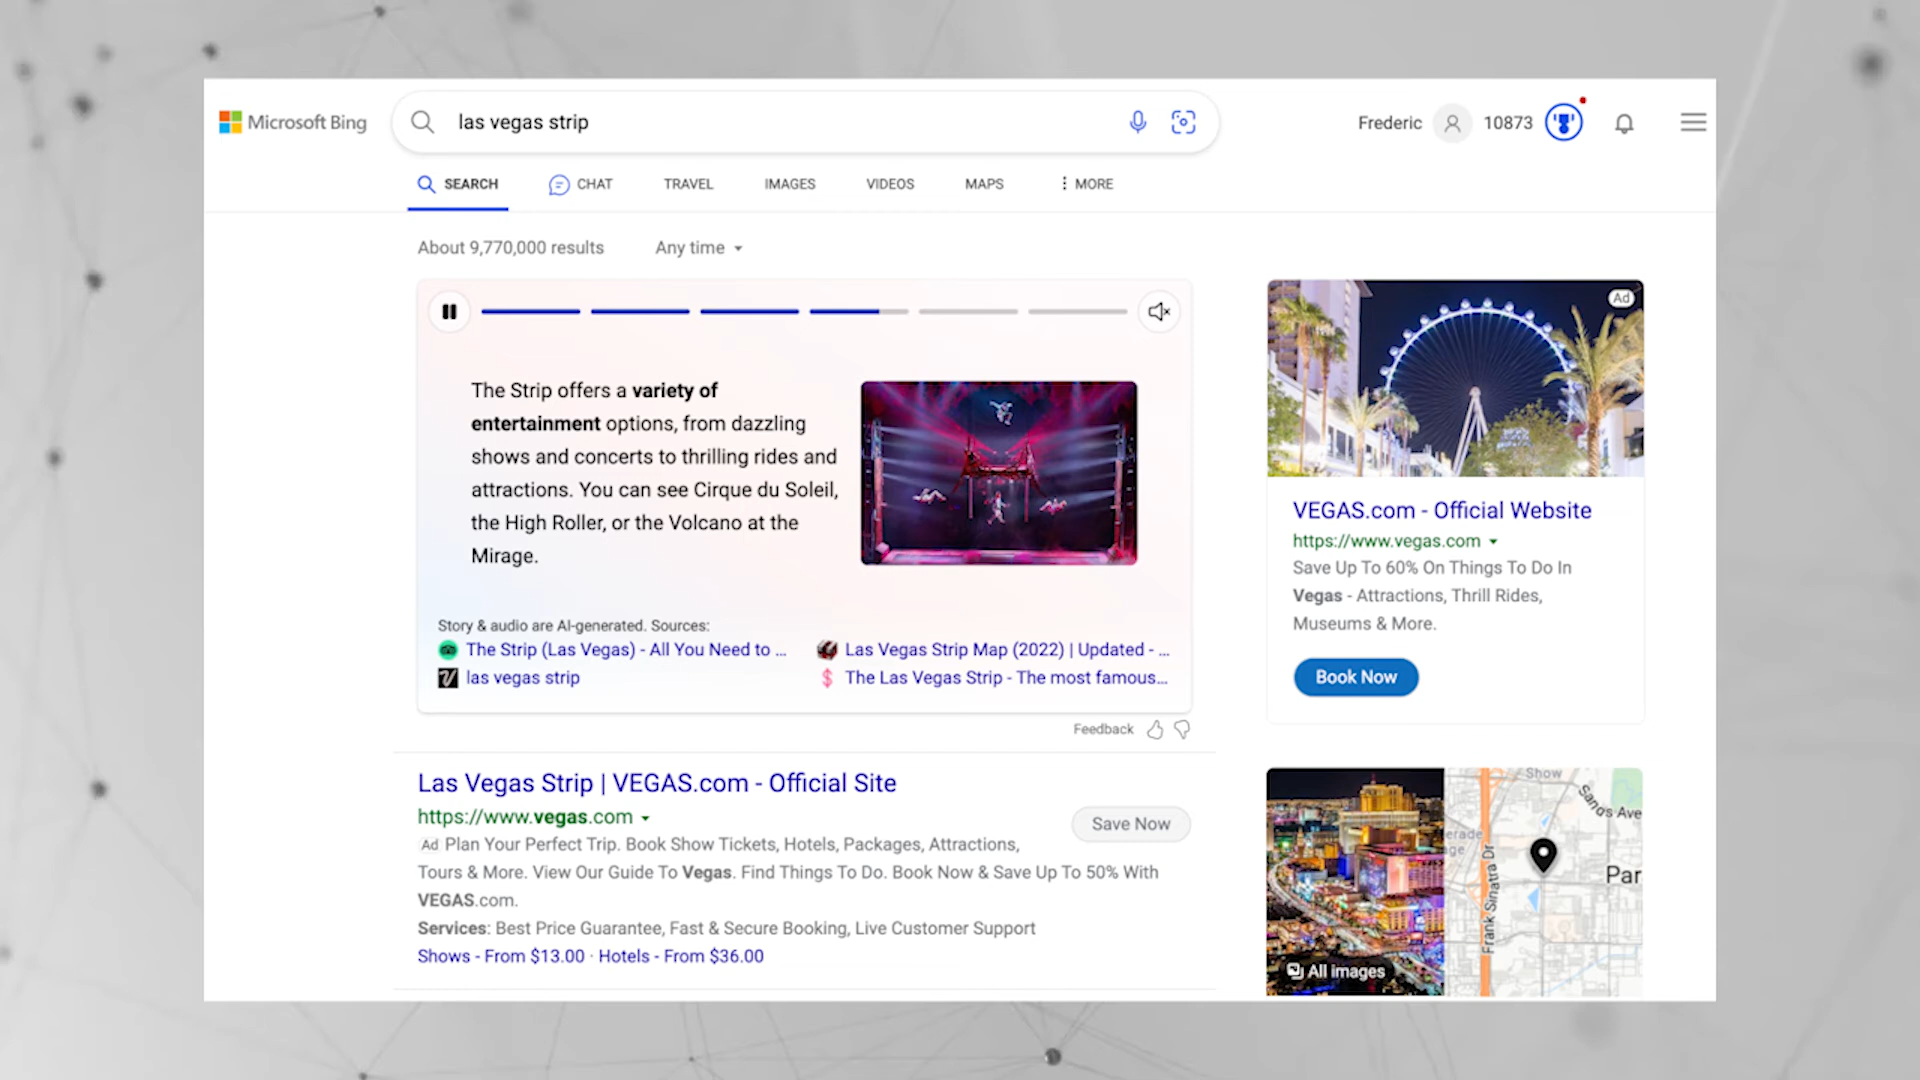 Microsoft Bing
las vegas strip
Frederic
10873
SEARCH
CHAT
TRAVEL
IMAGES
VIDEOS
MAPS
MORE
About 9,770,000 results
Any time
The Strip offers a variety of
entertainment options, from dazzling
shows and concerts to thrilling rides and
attractions. You can see Cirque du Soleil,
the High Roller, or the Volcano at the
Mirage.
Story & audio are AI-generated. Sources:
The Strip (Las Vegas) - All You Need to ...
Las Vegas Strip Map (2022) | Updated - ...
las vegas strip
The Las Vegas Strip - The most famous...
Feedback
Las Vegas Strip | VEGAS.com - Official Site
https://www.vegas.com
Save Now
Ad Plan Your Perfect Trip. Book Show Tickets, Hotels, Packages, Attractions,
Tours & More. View Our Guide To Vegas. Find Things To Do. Book Now & Save Up To 50% With
VEGAS.com.
Services: Best Price Guarantee, Fast & Secure Booking, Live Customer Support
Shows - From $13.00 · Hotels - From $36.00
Ad
VEGAS.com - Official Website
https://www.vegas.com
Save Up To 60% On Things To Do In
Vegas - Attractions, Thrill Rides,
Museums & More.
Book Now
All images
Show
Sands Ave
erade
ge
Par
Frank Sinatra Dr